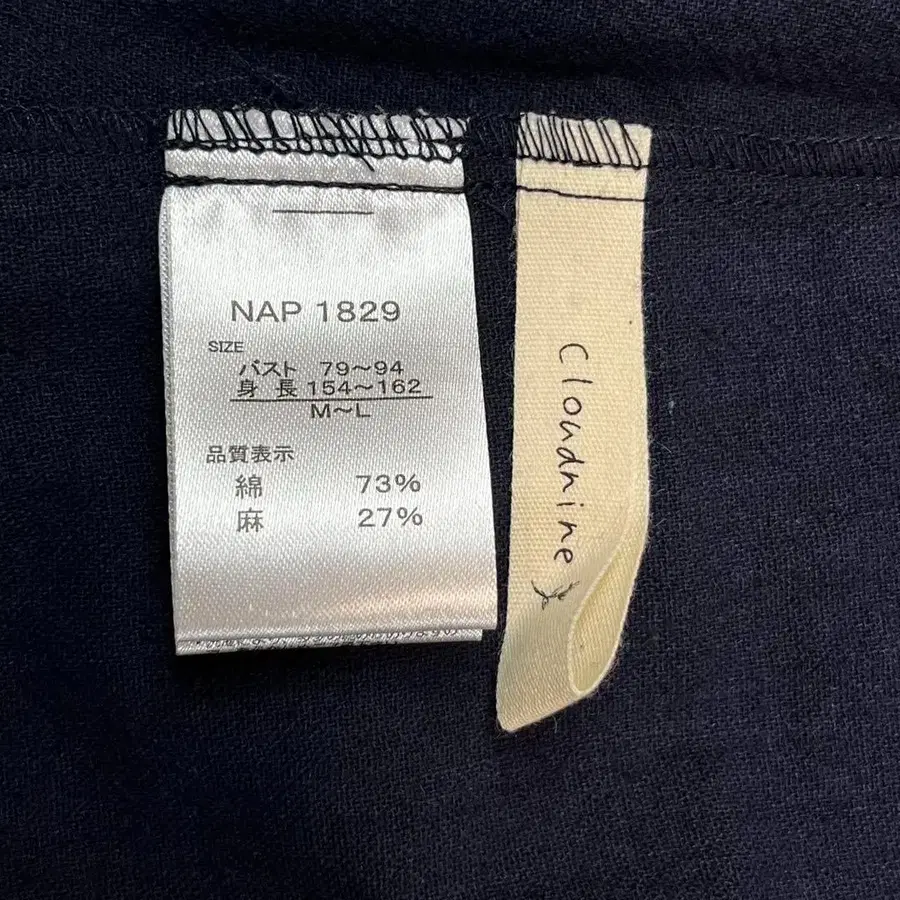 NAP 1829
SIZE
バスト 79～94
身 長 154～162
M～L
品質表示
綿 73%
麻 27%
Cloudnine